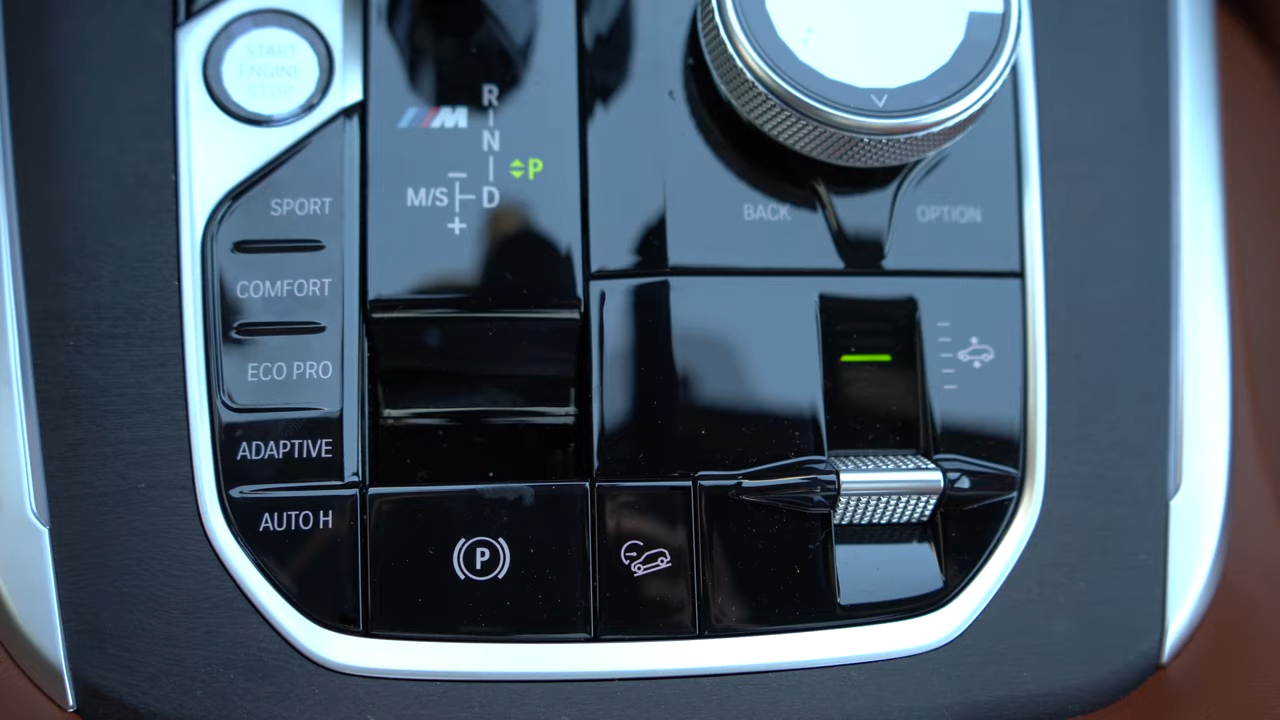 START
ENGINE
STOP
M
R
N
P
M/S
D
–
+
SPORT
COMFORT
ECO PRO
ADAPTIVE
AUTO H
BACK
OPTION
P